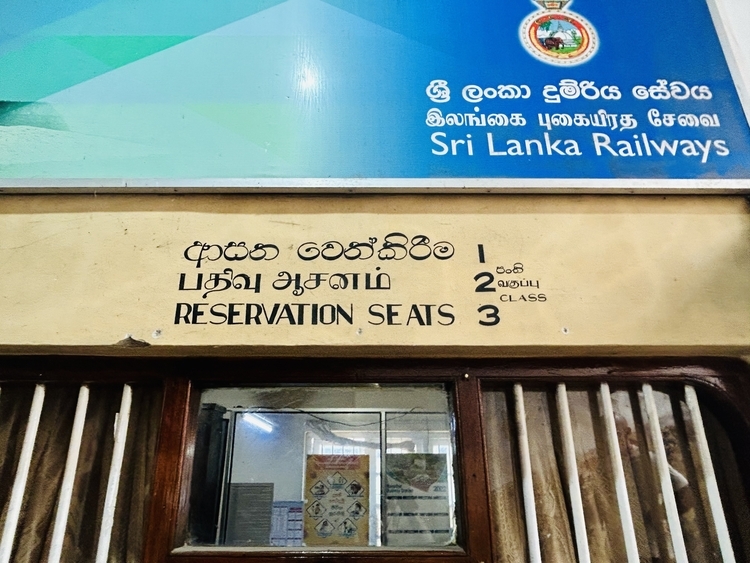 ශ්‍රී ලංකා දුම්රිය සේවය
இலங்கை புகையிரத சேவை
Sri Lanka Railways
ආසන වෙන්කිරීම 1
பதிவு ஆசனம் 2
RESERVATION SEATS 3
පංති
வகுப்பு
CLASS